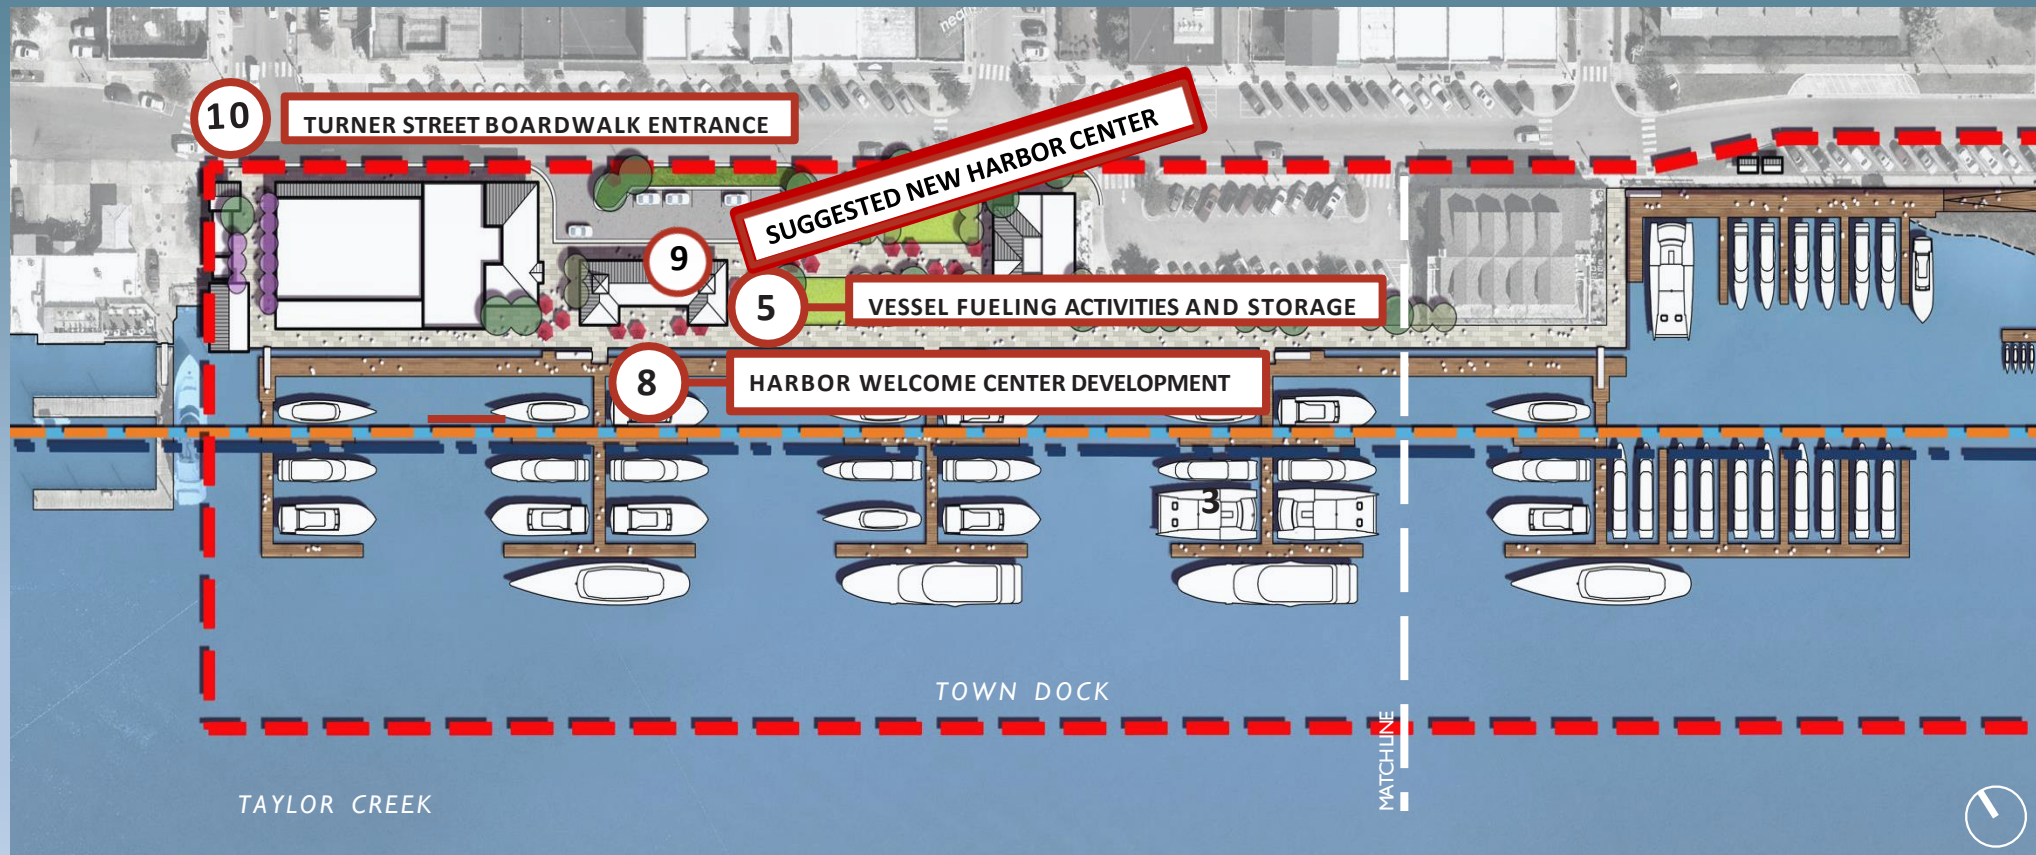 10
TURNER STREET BOARDWALK ENTRANCE
SUGGESTED NEW HARBOR CENTER
9
5
VESSEL FUELING ACTIVITIES AND STORAGE
8
HARBOR WELCOME CENTER DEVELOPMENT
3
TOWN DOCK
MATCHLINE
TAYLOR CREEK